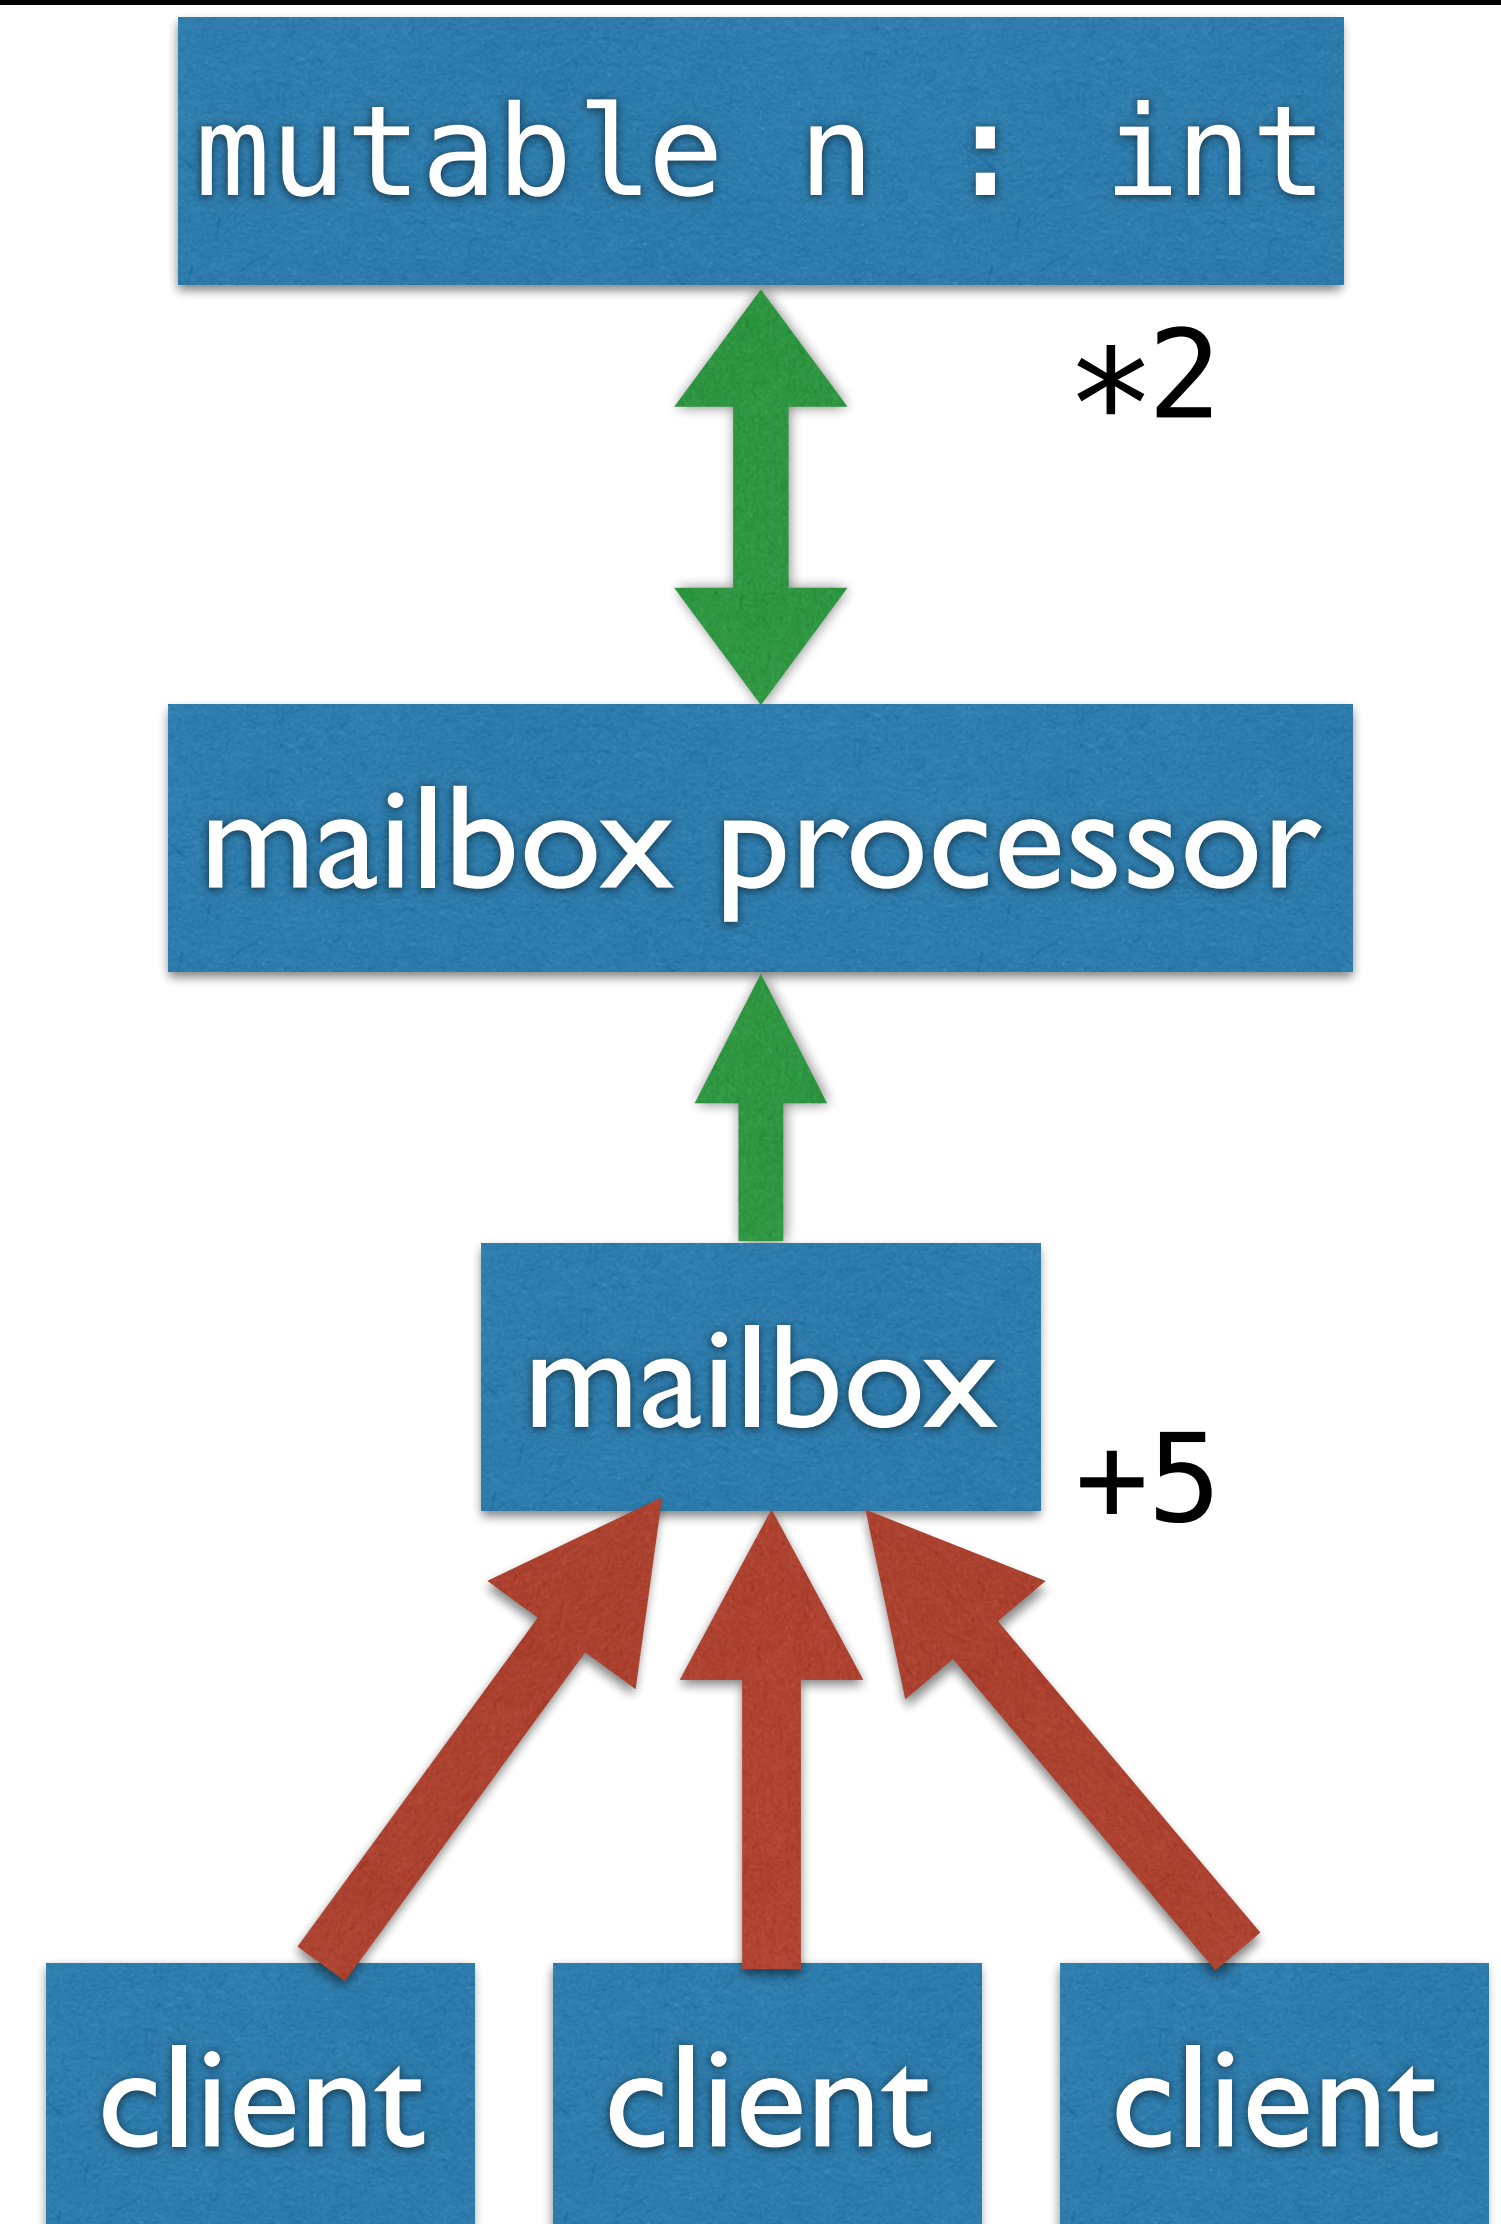 mutable n : int
*2
mailbox processor
mailbox
+5
client client client